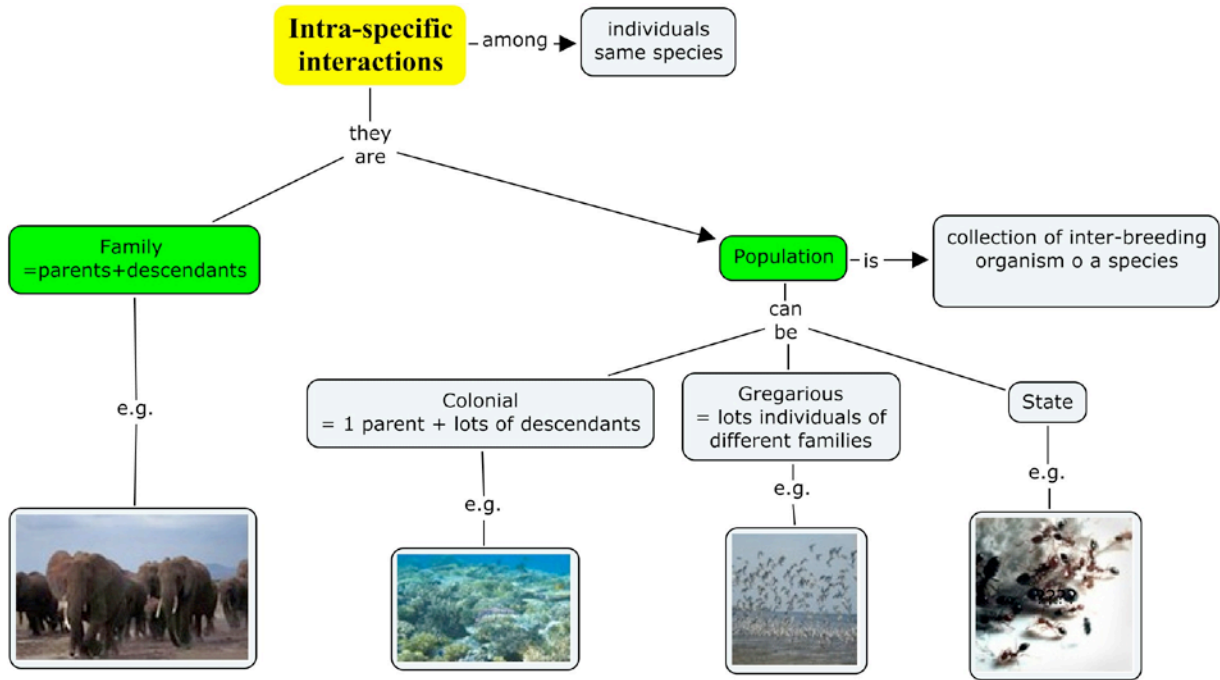 Intra-specific
interactions
among
individuals
same species
they
are
Family
=parents+descendants
Population
is
collection of inter-breeding
organism o a species
can
be
e.g.
Colonial
= 1 parent + lots of descendants
Gregarious
= lots individuals of
different families
State
e.g.
e.g.
e.g.